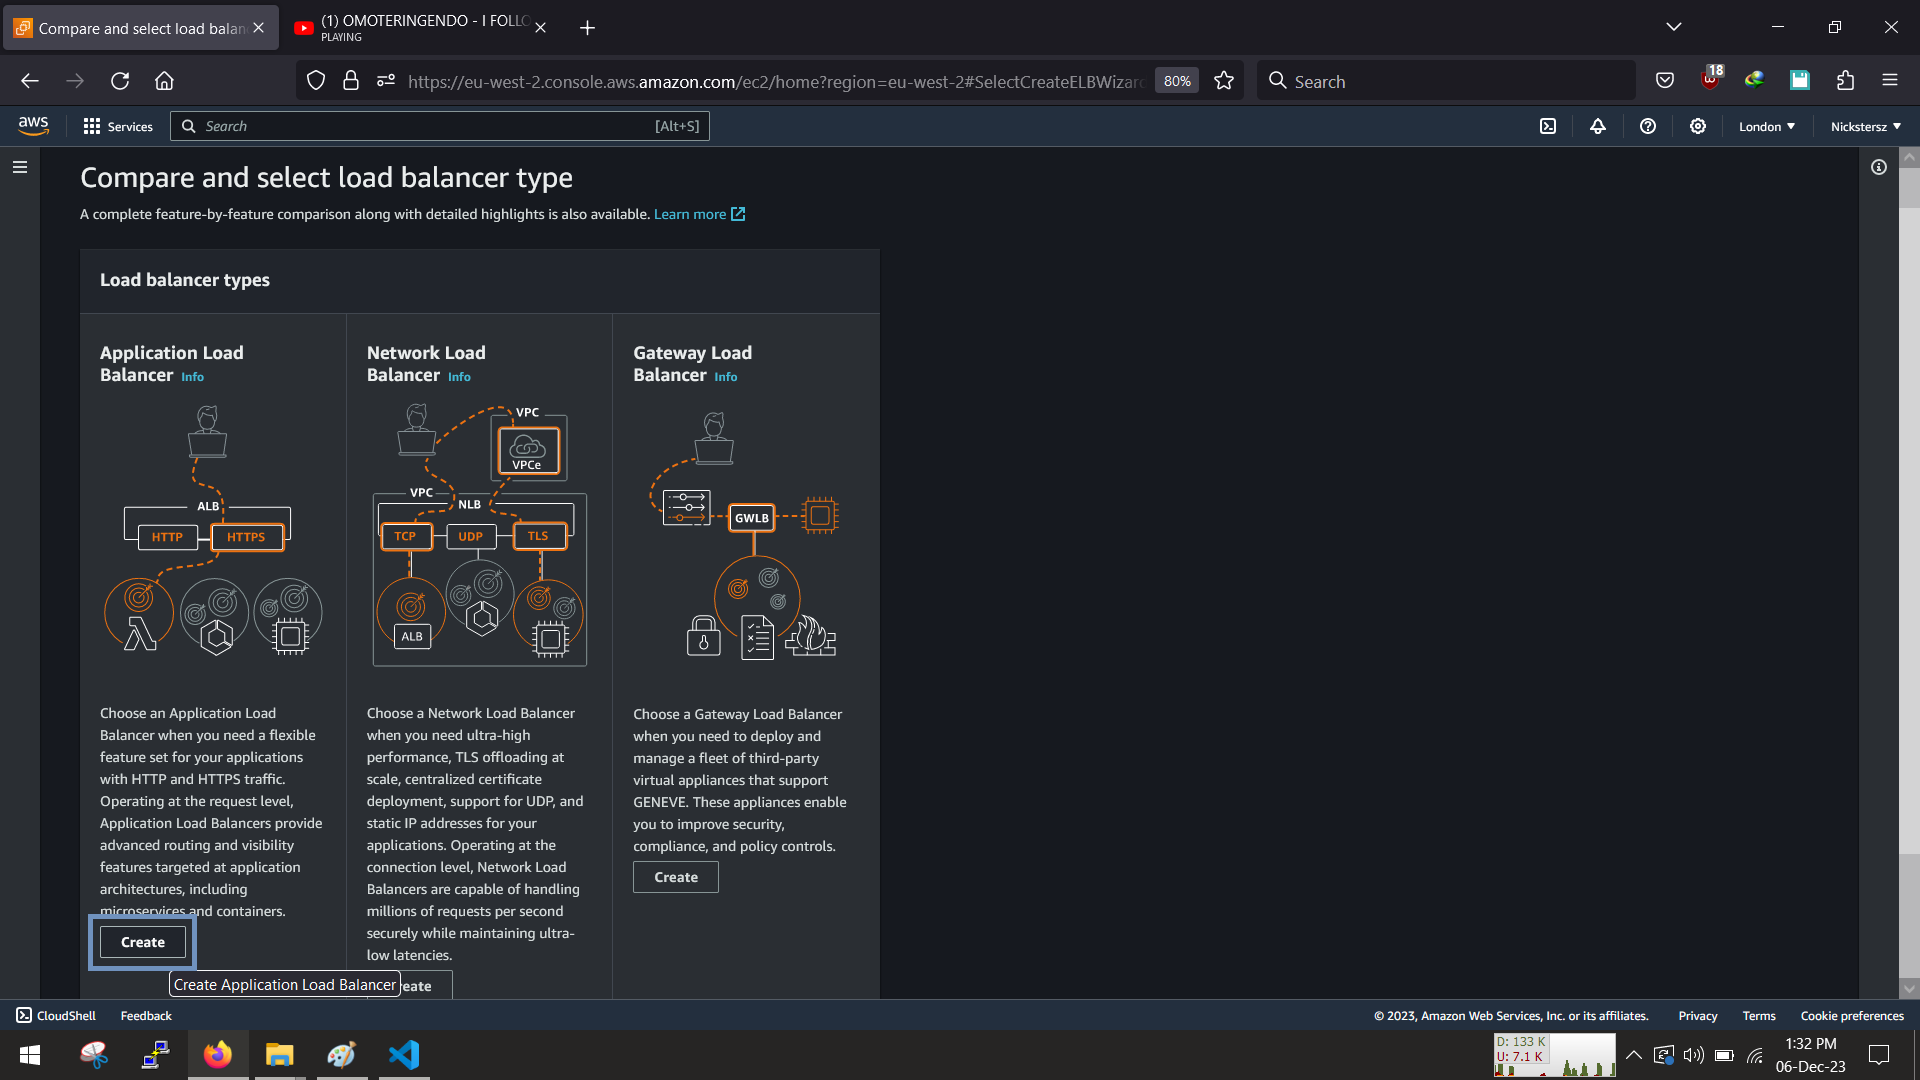 Compare and select load balan
(1) OMOTERINGENDO - I FOLLO
PLAYING
https://eu-west-2.console.aws.amazon.com/ec2/home?region=eu-west-2#SelectCreateELBWizard
80%
Search
18
aws
Services
Search
[Alt+S]
London
Nickstersz
Compare and select load balancer type
A complete feature-by-feature comparison along with detailed highlights is also available. Learn more
Load balancer types
Application Load
Balancer Info
ALB
HTTP
HTTPS
Choose an Application Load
Balancer when you need a flexible
feature set for your applications
with HTTP and HTTPS traffic.
Operating at the request level,
Application Load Balancers provide
advanced routing and visibility
features targeted at application
architectures, including
microservices and containers.
Create
Create Application Load Balancer
Network Load
Balancer Info
VPC
VPCe
VPC
NLB
TCP
UDP
TLS
ALB
Choose a Network Load Balancer
when you need ultra-high
performance, TLS offloading at
scale, centralized certificate
deployment, support for UDP, and
static IP addresses for your
applications. Operating at the
connection level, Network Load
Balancers are capable of handling
millions of requests per second
securely while maintaining ultra-
low latencies.
reate
Gateway Load
Balancer Info
GWLB
Choose a Gateway Load Balancer
when you need to deploy and
manage a fleet of third-party
virtual appliances that support
GENEVE. These appliances enable
you to improve security,
compliance, and policy controls.
Create
CloudShell
Feedback
© 2023, Amazon Web Services, Inc. or its affiliates.
Privacy
Terms
Cookie preferences
D: 133 K
U: 7.1 K
1:32 PM
06-Dec-23